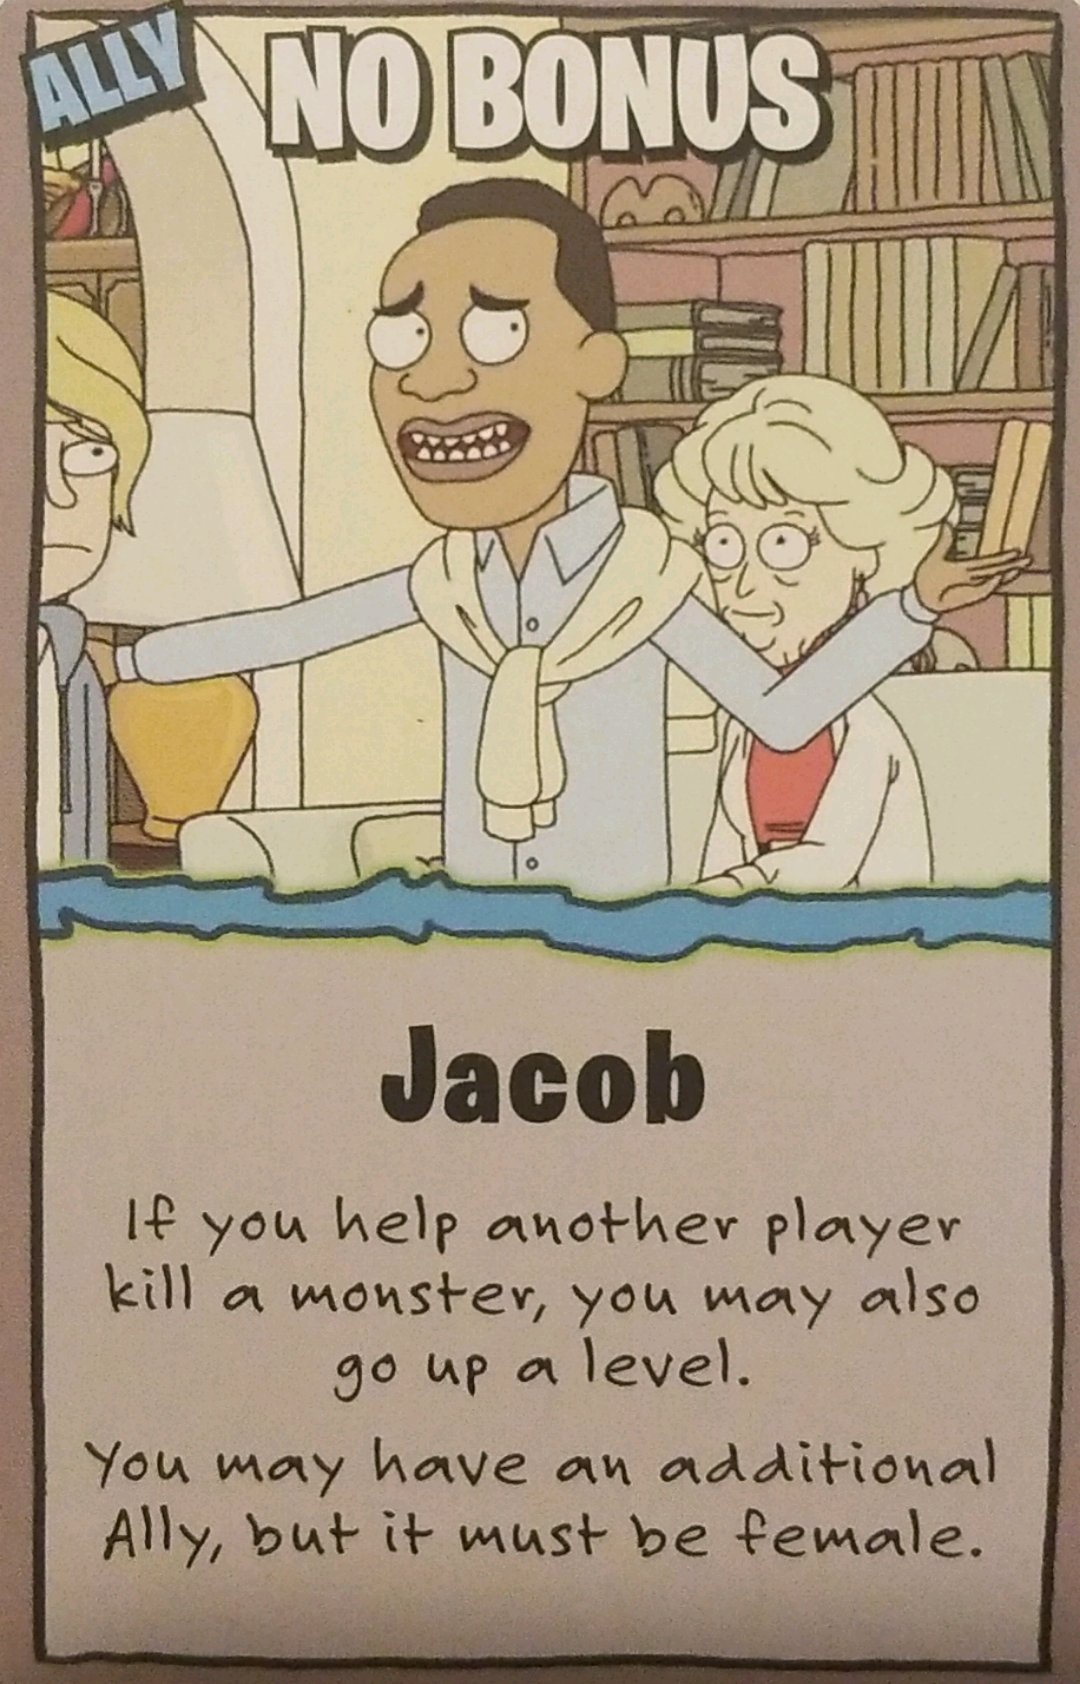 ALLY
NO BONUS
Jacob
If you help another player
kill a monster, you may also
go up a level.
You may have an additional
Ally, but it must be female.